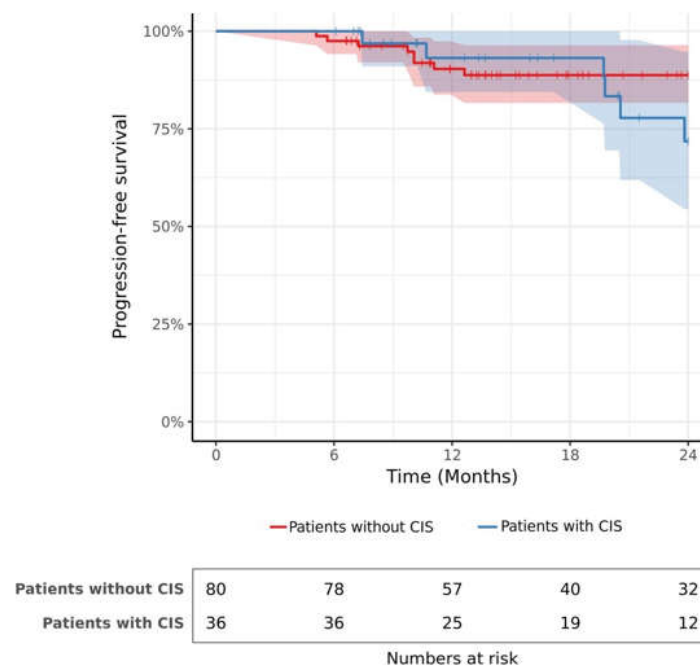 100%
75%
50%
25%
0%
Progression-free survival
0 6 12 18 24
Time (Months)
Patients without CIS Patients with CIS
Patients without CIS 80 78 57 40 32
Patients with CIS 36 36 25 19 12
Numbers at risk